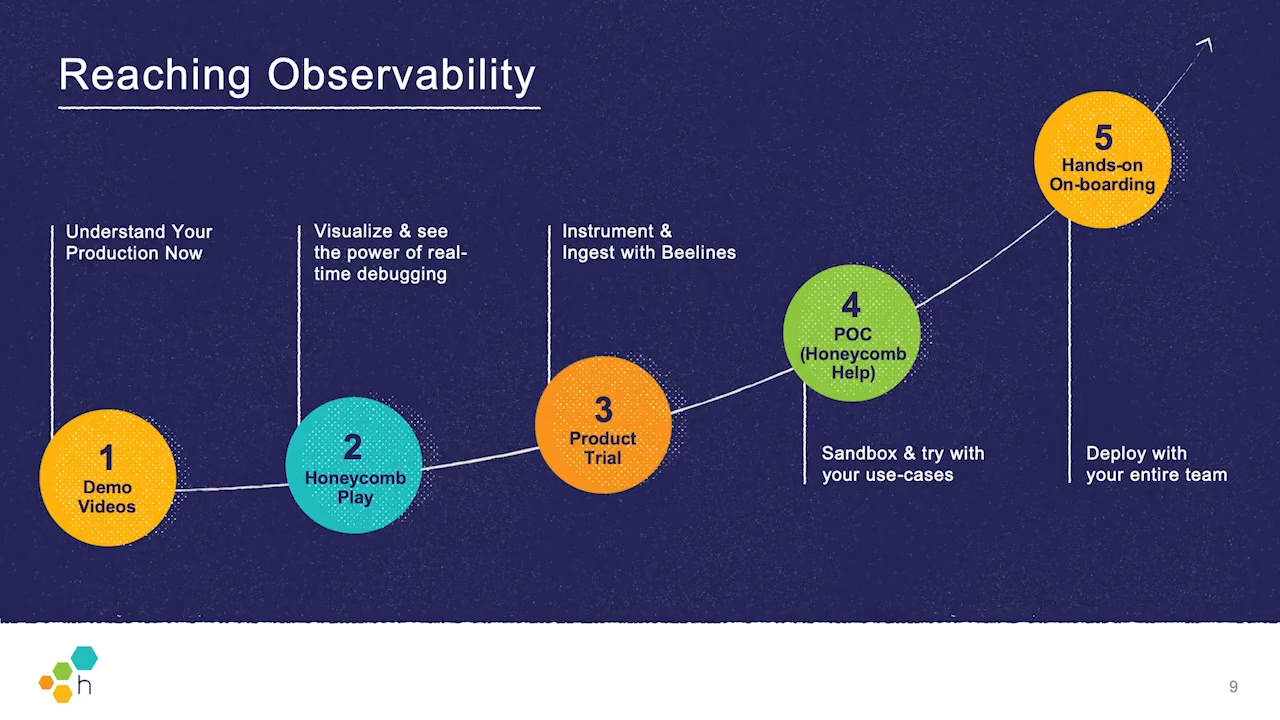 Reaching Observability
Understand Your
Production Now
Visualize & see
the power of real-
time debugging
Instrument &
Ingest with Beelines
1
Demo
Videos
2
Honeycomb
Play
3
Product
Trial
4
POC
(Honeycomb
Help)
5
Hands-on
On-boarding
Sandbox & try with
your use-cases
Deploy with
your entire team
h
9